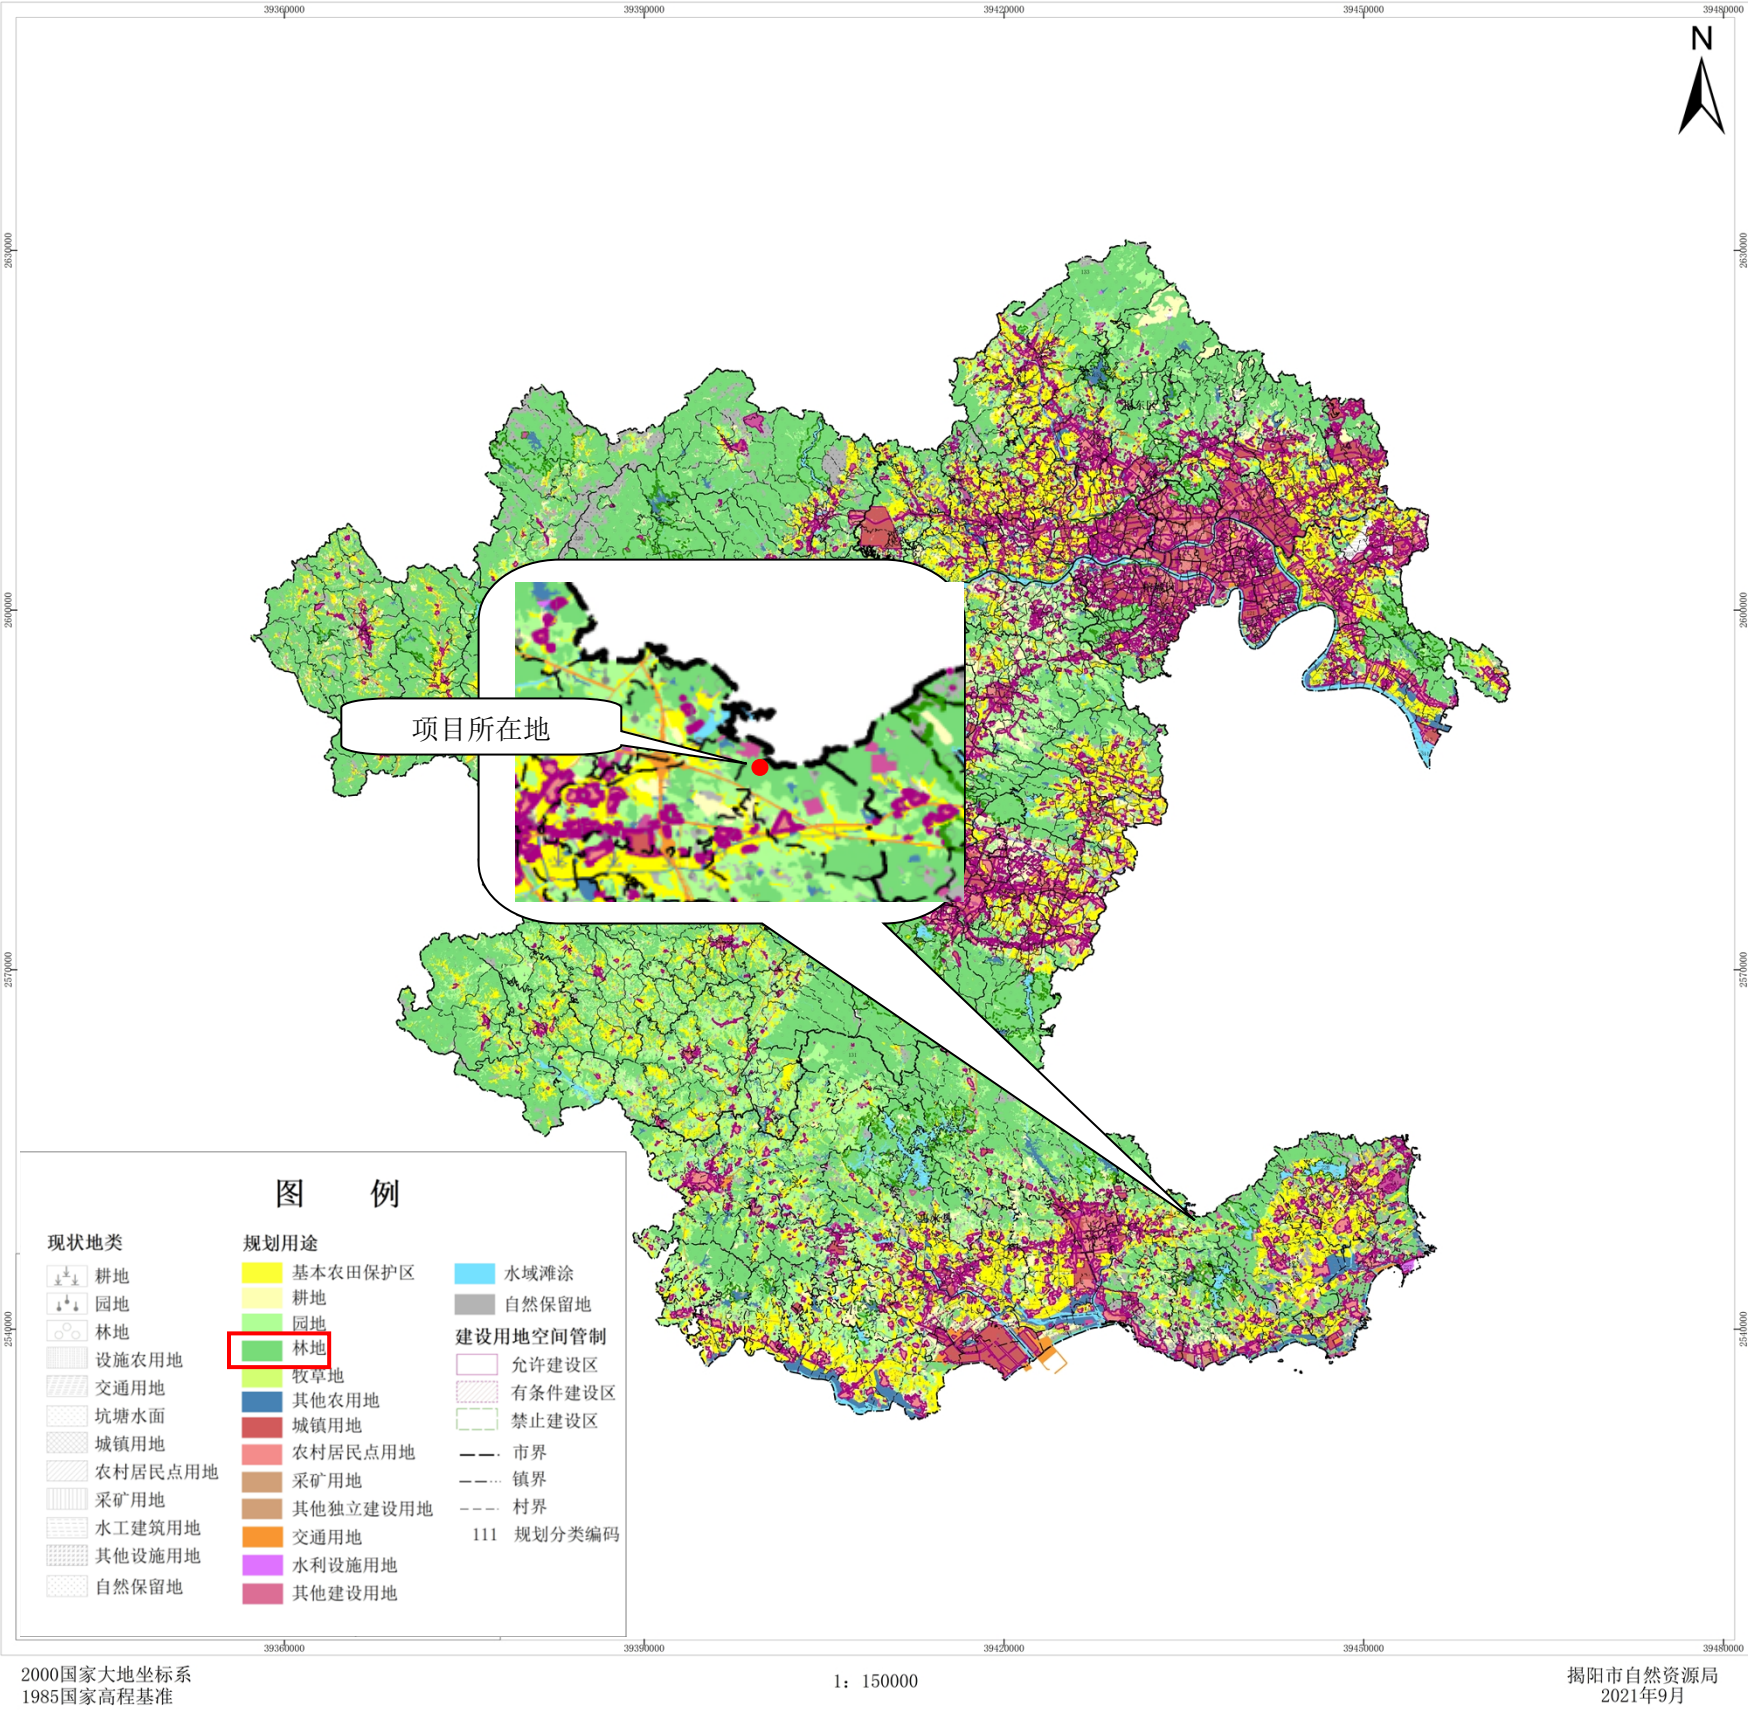 39360000
39390000
39420000
39450000
39480000
N
2630000
2630000
2600000
2600000
2570000
2570000
2540000
2540000
项目所在地
图 例
现状地类
耕地
园地
林地
设施农用地
交通用地
坑塘水面
城镇用地
农村居民点用地
采矿用地
水工建筑用地
其他设施用地
自然保留地
规划用途
基本农田保护区
耕地
园地
林地
牧草地
其他农用地
城镇用地
农村居民点用地
采矿用地
其他独立建设用地
交通用地
水利设施用地
其他建设用地
水域滩涂
自然保留地
建设用地空间管制
允许建设区
有条件建设区
禁止建设区
市界
镇界
村界
111 规划分类编码
39360000
39390000
39420000
39450000
39480000
2000国家大地坐标系
1985国家高程基准
1：150000
揭阳市自然资源局
2021年9月